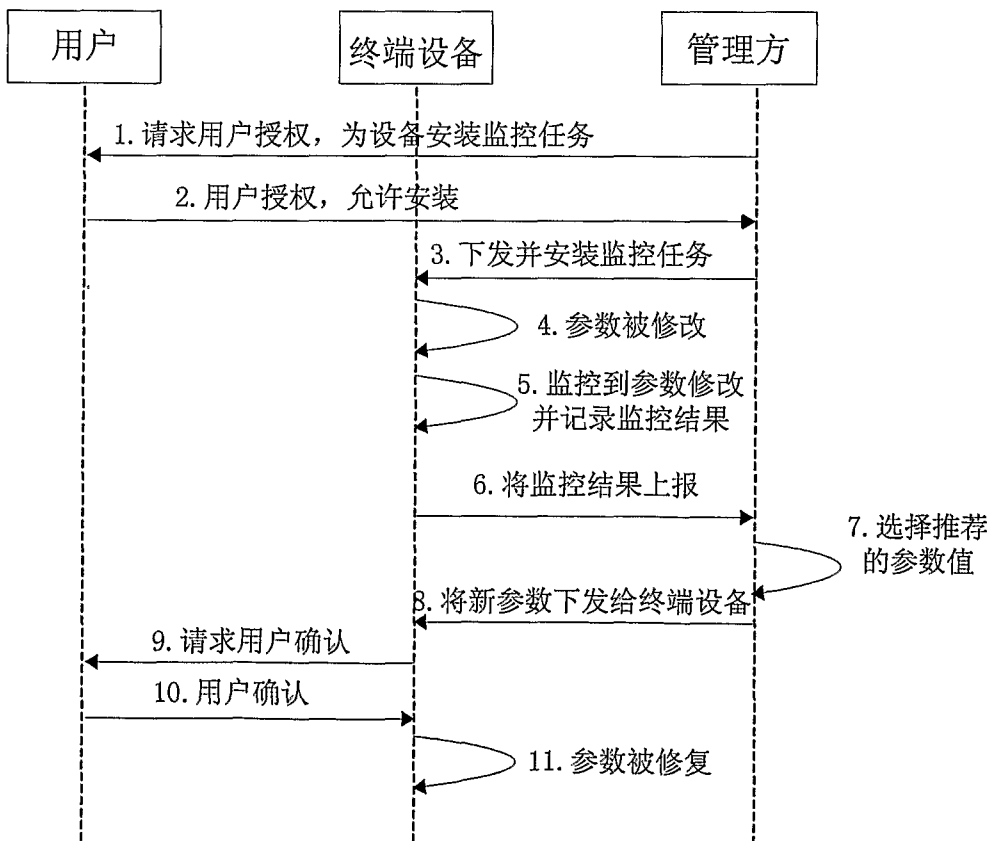 用户
终端设备
管理方
1.请求用户授权，为设备安装监控任务
2.用户授权，允许安装
3.下发并安装监控任务
4.参数被修改
5.监控到参数修改
并记录监控结果
6.将监控结果上报
7.选择推荐
的参数值
8.将新参数下发给终端设备
9.请求用户确认
10.用户确认
11.参数被修复